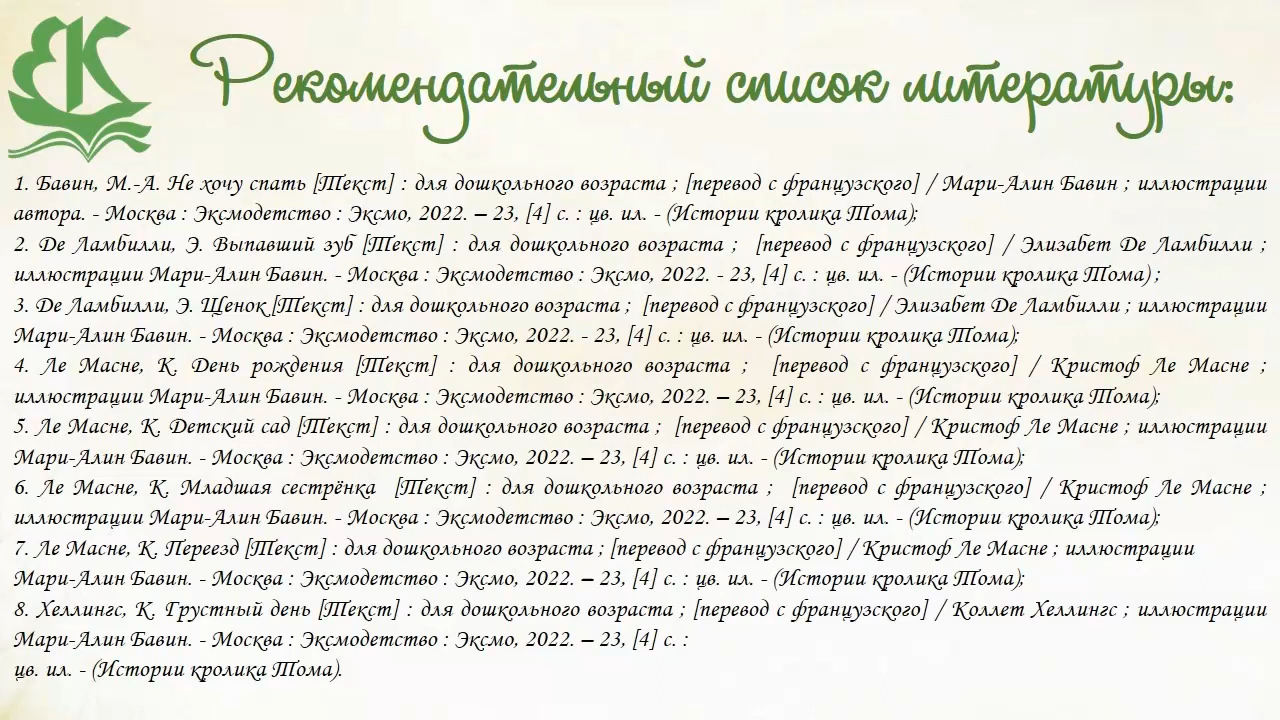 ЕК
Рекомендательный список литературы:
1. Бавин, М.-А. Не хочу спать [Текст] : для дошкольного возраста ; [перевод с французского] / Мари-Алин Бавин ; иллюстрации
автора. - Москва : Эксмодетство : Эксмо, 2022. – 23, [4] с. : цв. ил. - (Истории кролика Тома);
2. Де Ламбилли, Э. Выпавший зуб [Текст] : для дошкольного возраста ; [перевод с французского] / Элизабет Де Ламбилли ;
иллюстрации Мари-Алин Бавин. - Москва : Эксмодетство : Эксмо, 2022. - 23, [4] с. : цв. ил. - (Истории кролика Тома) ;
3. Де Ламбилли, Э. Щенок [Текст] : для дошкольного возраста ; [перевод с французского] / Элизабет Де Ламбилли ; иллюстрации
Мари-Алин Бавин. - Москва : Эксмодетство : Эксмо, 2022. - 23, [4] с. : цв. ил. - (Истории кролика Тома);
4. Ле Масне, К. День рождения [Текст] : для дошкольного возраста ; [перевод с французского] / Кристоф Ле Масне ;
иллюстрации Мари-Алин Бавин. - Москва : Эксмодетство : Эксмо, 2022. – 23, [4] с. : цв. ил. - (Истории кролика Тома);
5. Ле Масне, К. Детский сад [Текст] : для дошкольного возраста ; [перевод с французского] / Кристоф Ле Масне ; иллюстрации
Мари-Алин Бавин. - Москва : Эксмодетство : Эксмо, 2022. – 23, [4] с. : цв. ил. - (Истории кролика Тома);
6. Ле Масне, К. Младшая сестрёнка [Текст] : для дошкольного возраста ; [перевод с французского] / Кристоф Ле Масне ;
иллюстрации Мари-Алин Бавин. - Москва : Эксмодетство : Эксмо, 2022. – 23, [4] с. : цв. ил. - (Истории кролика Тома);
7. Ле Масне, К. Переезд [Текст] : для дошкольного возраста ; [перевод с французского] / Кристоф Ле Масне ; иллюстрации
Мари-Алин Бавин. - Москва : Эксмодетство : Эксмо, 2022. – 23, [4] с. : цв. ил. - (Истории кролика Тома);
8. Хеллингс, К. Грустный день [Текст] : для дошкольного возраста ; [перевод с французского] / Коллет Хеллингс ; иллюстрации
Мари-Алин Бавин. - Москва : Эксмодетство : Эксмо, 2022. – 23, [4] с. :
цв. ил. - (Истории кролика Тома).